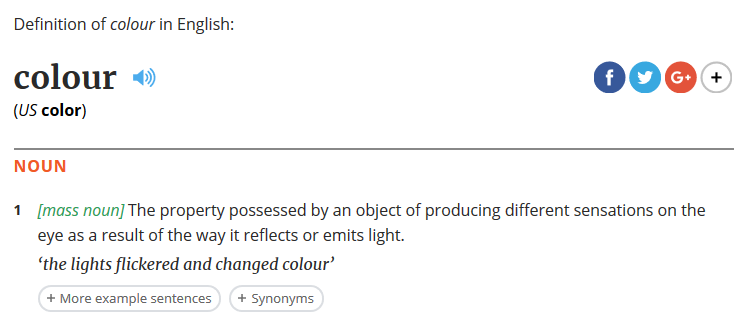 Definition of colour in English:
colour
(US color)
f G+ +
NOUN
1 [mass noun] The property possessed by an object of producing different sensations on the
eye as a result of the way it reflects or emits light.
‘the lights flickered and changed colour’
+ More example sentences + Synonyms